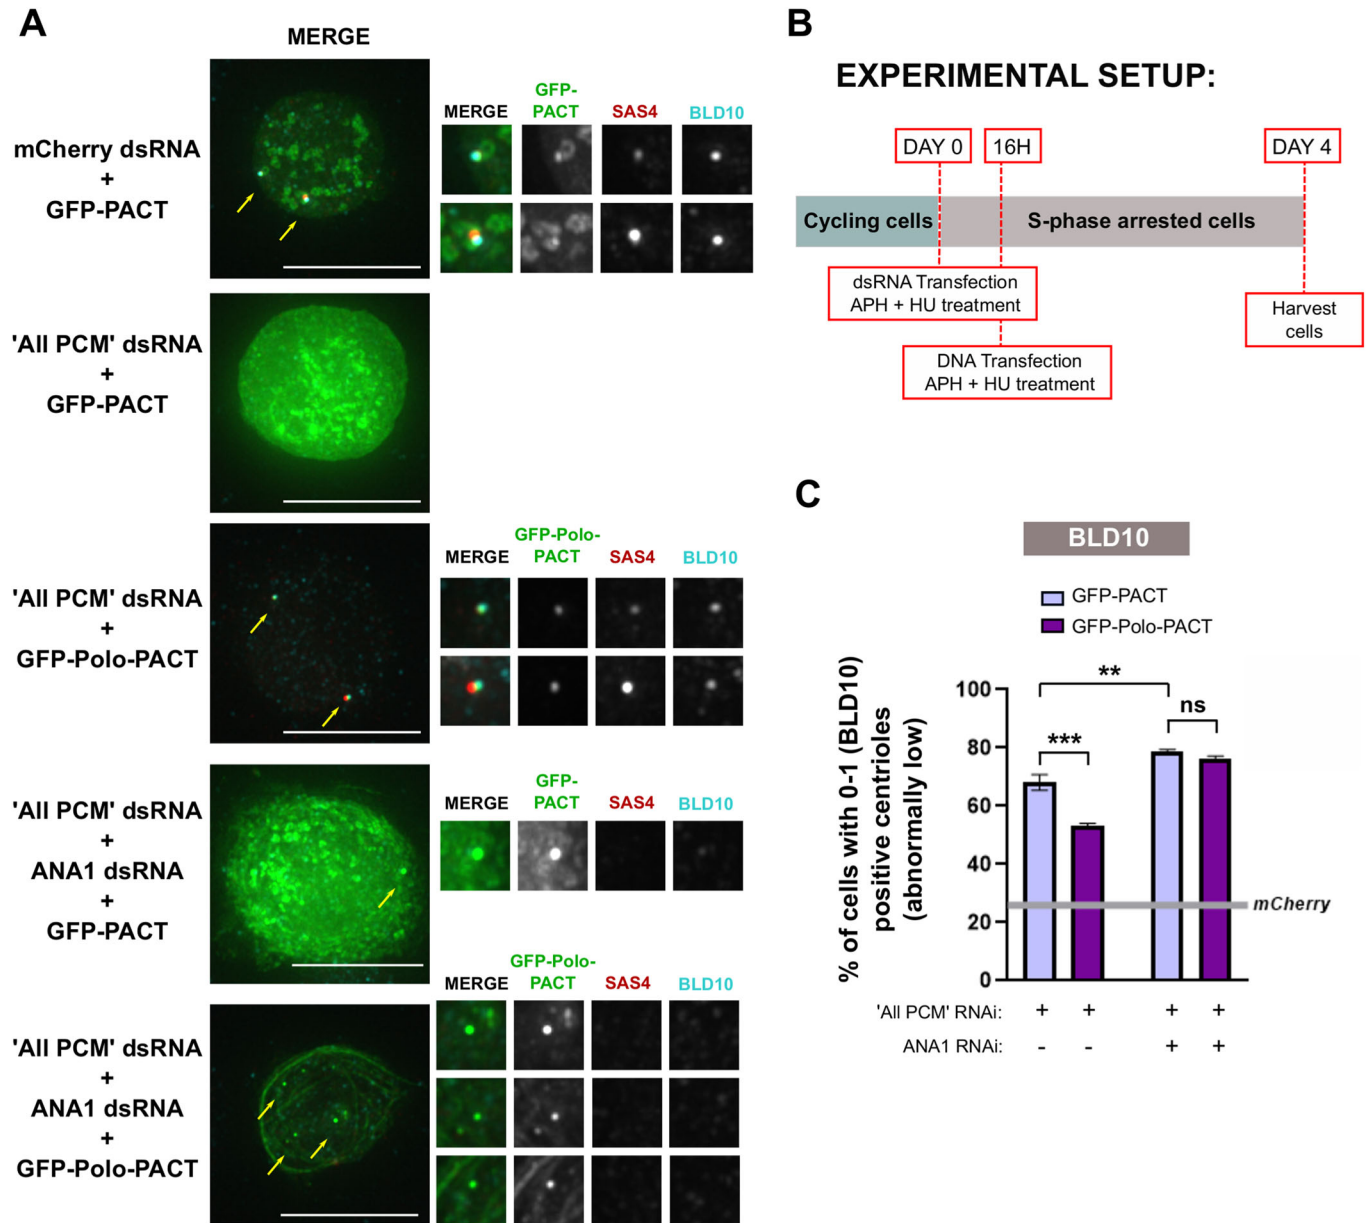 A
MERGE
mCherry dsRNA
+
GFP-PACT
MERGE
GFP-
PACT
SAS4
BLD10
'All PCM' dsRNA
+
GFP-PACT
'All PCM' dsRNA
+
GFP-Polo-PACT
MERGE
GFP-Polo-
PACT
SAS4
BLD10
'All PCM' dsRNA
+
ANA1 dsRNA
+
GFP-PACT
MERGE
GFP-
PACT
SAS4
BLD10
'All PCM' dsRNA
+
ANA1 dsRNA
+
GFP-Polo-PACT
MERGE
GFP-Polo-
PACT
SAS4
BLD10
B
EXPERIMENTAL SETUP:
DAY 0
16H
DAY 4
Cycling cells
S-phase arrested cells
dsRNA Transfection
APH + HU treatment
DNA Transfection
APH + HU treatment
Harvest
cells
C
BLD10
GFP-PACT
GFP-Polo-PACT
% of cells with 0-1 (BLD10)
positive centrioles
(abnormally low)
100
80
60
40
20
0
**
***
ns
mCherry
'All PCM' RNAi: + + + +
ANA1 RNAi: - - + +